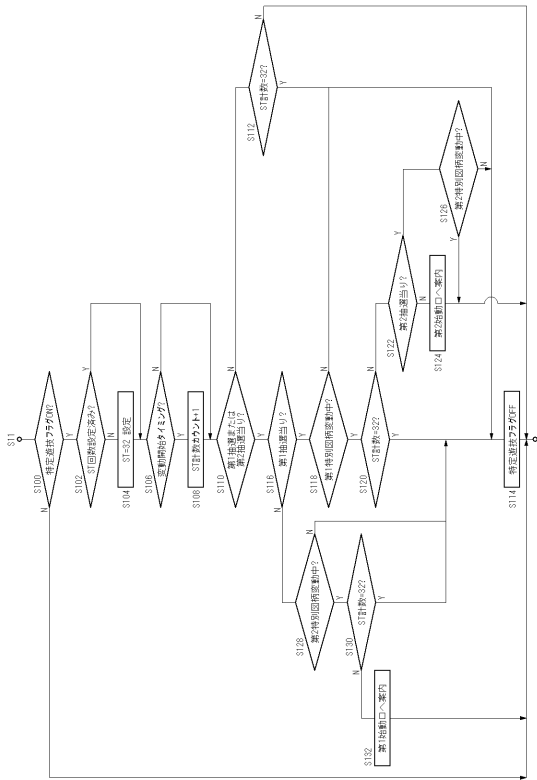 S11
S100
特定遊技フラグON?
N
Y
S102
ST回数設定済み?
Y
N
S104
ST=32 設定
S106
変動開始タイミング?
N
Y
S108
ST計数カウント+1
S110
第1抽選または
第2抽選当り?
N
Y
S112
ST計数=32?
N
Y
S116
第1抽選当り?
N
Y
S118
第1特別図柄変動中?
N
Y
S120
ST計数=32?
N
Y
S122
第2抽選当り?
Y
N
S124
第2始動口へ案内
S126
第2特別図柄変動中?
Y
N
S128
第2特別図柄変動中?
N
Y
S130
ST計数=32?
N
Y
S132
第1始動口へ案内
S114
特定遊技フラグOFF